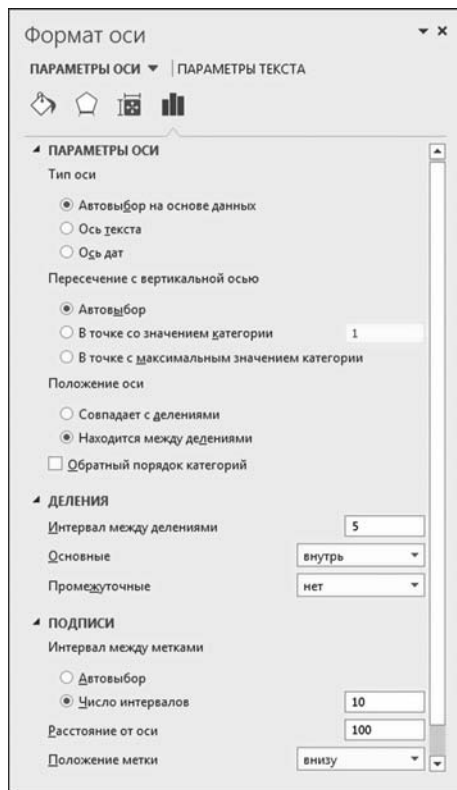 Формат оси
ПАРАМЕТРЫ ОСИ ПАРАМЕТРЫ ТЕКСТА
ПАРАМЕТРЫ ОСИ
Тип оси
Автовыбор на основе данных
Ось текста
Ось дат
Пересечение с вертикальной осью
Автовыбор
В точке со значением категории 1
В точке с максимальным значением категории
Положение оси
Совпадает с делениями
Находится между делениями
Обратный порядок категорий
ДЕЛЕНИЯ
Интервал между делениями 5
Основные внутрь
Промежуточные нет
ПОДПИСИ
Интервал между метками
Автовыбор
Число интервалов 10
Расстояние от оси 100
Положение метки внизу